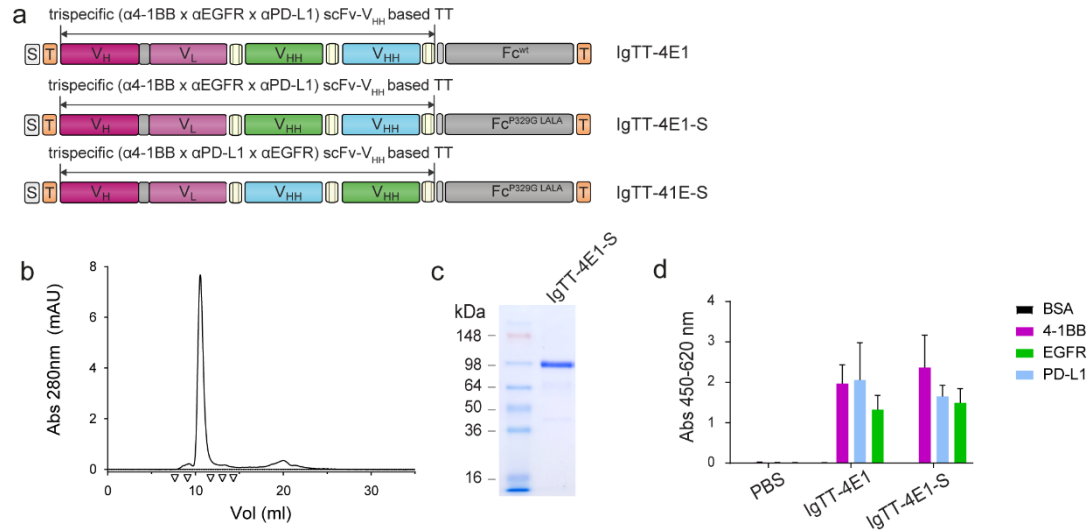 a
trispecific (α4-1BB x αEGFR x αPD-L1) scFv-VHH based TT
S T VH VL VHH VHH Fcwt T IgTT-4E1
trispecific (α4-1BB x αEGFR x αPD-L1) scFv-VHH based TT
S T VH VL VHH VHH FcP329G LALA T IgTT-4E1-S
trispecific (α4-1BB x αPD-L1 x αEGFR) scFv-VHH based TT
S T VH VL VHH VHH FcP329G LALA T IgTT-41E-S
b
Abs 280nm (mAU)
8
6
4
2
0
0 10 20 30
Vol (ml)
c
IgTT-4E1-S
kDa
148
98
64
50
36
16
d
Abs 450-620 nm
4
3
2
1
0
PBS
IgTT-4E1
IgTT-4E1-S
BSA
4-1BB
EGFR
PD-L1